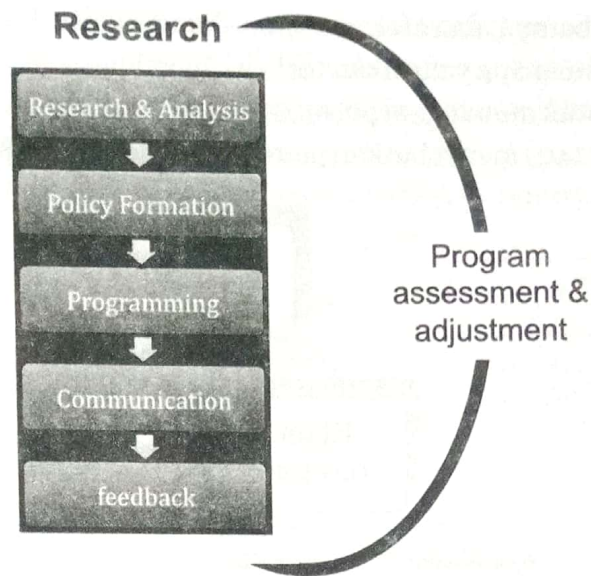 Research
Research & Analysis
Policy Formation
Programming
Communication
feedback
Program
assessment &
adjustment